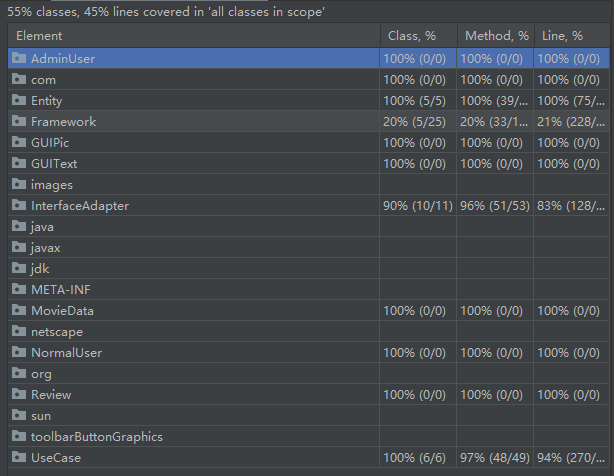 55% classes, 45% lines covered in 'all classes in scope'
Element Class, % Method, % Line, %
AdminUser 100% (0/0) 100% (0/0) 100% (0/0)
com 100% (0/0) 100% (0/0) 100% (0/0)
Entity 100% (5/5) 100% (39/... 100% (75/...
Framework 20% (5/25) 20% (33/1... 21% (228/...
GUIPic 100% (0/0) 100% (0/0) 100% (0/0)
GUIText 100% (0/0) 100% (0/0) 100% (0/0)
images
InterfaceAdapter 90% (10/11) 96% (51/53) 83% (128/...
java
javax
jdk
META-INF
MovieData 100% (0/0) 100% (0/0) 100% (0/0)
netscape
NormalUser 100% (0/0) 100% (0/0) 100% (0/0)
org
Review 100% (0/0) 100% (0/0) 100% (0/0)
sun
toolbarButtonGraphics
UseCase 100% (6/6) 97% (48/49) 94% (270/...